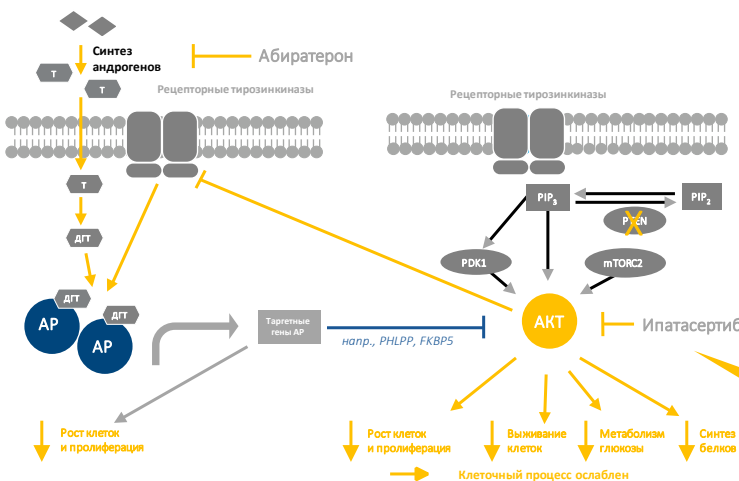 Синтез
андрогенов
Абиратерон
Т
Т
Рецепторные тирозинкиназы
Рецепторные тирозинкиназы
Т
ДГТ
ДГТ
ДГТ
АР
АР
PIP3
PIP2
PTEN
PDK1
mTORC2
Таргетные
гены АР
напр., PHLPP, FKBP5
АКТ
Ипатасертиб
Рост клеток
и пролиферация
Рост клеток
и пролиферация
Выживание
клеток
Метаболизм
глюкозы
Синтез
белков
Клеточный процесс ослаблен